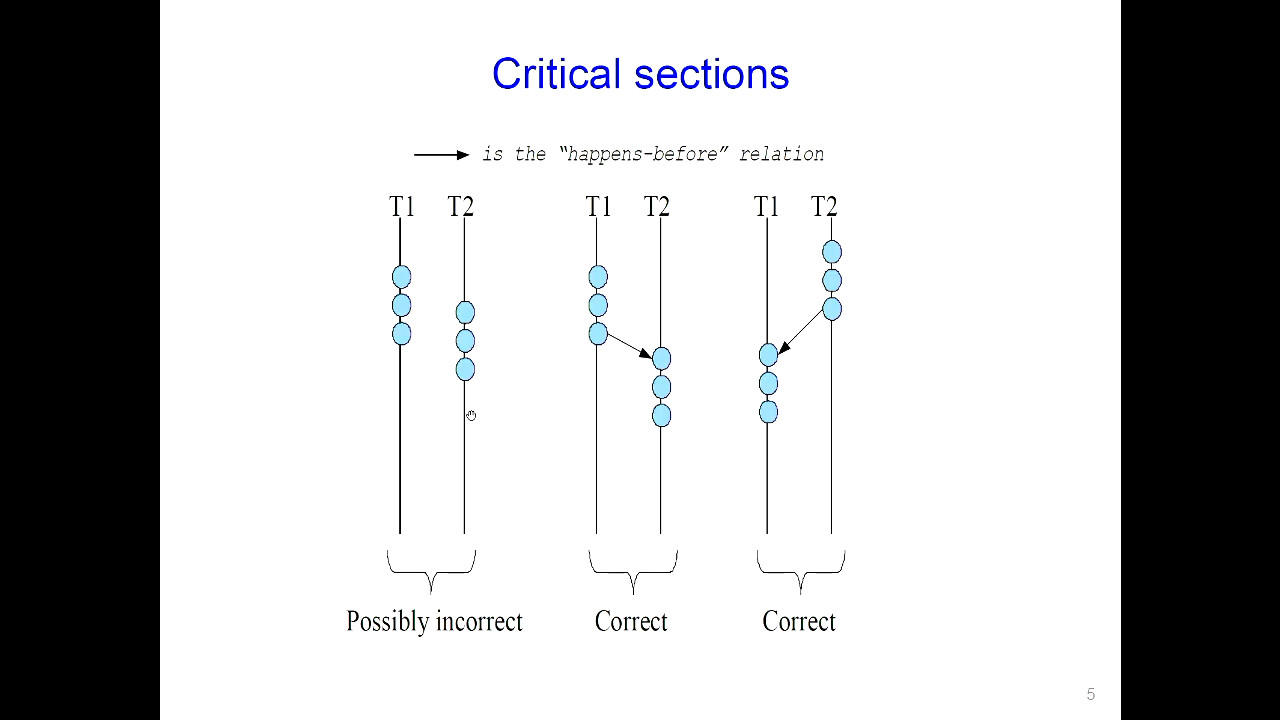 Critical sections
is the “happens-before” relation
T1 T2 T1 T2 T1 T2
Possibly incorrect Correct Correct
5